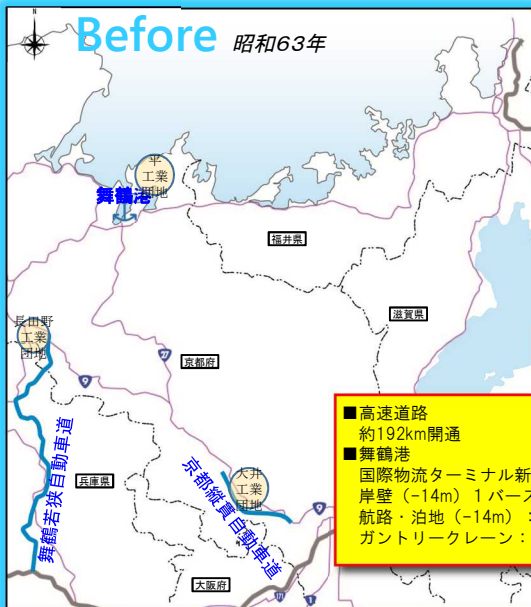 Before 昭和63年
平
工業
団地
舞鶴港
福井県
滋賀県
長田野
工業
団地
27
京都府
9
舞鶴若狭自動車道
兵庫県
京都縦貫自動車道
大井
工業
団地
9
大阪府
1
■高速道路
約192km開通
■舞鶴港
国際物流ターミナル新
岸壁（-14m）１バース
航路・泊地（-14m）：
ガントリークレーン：